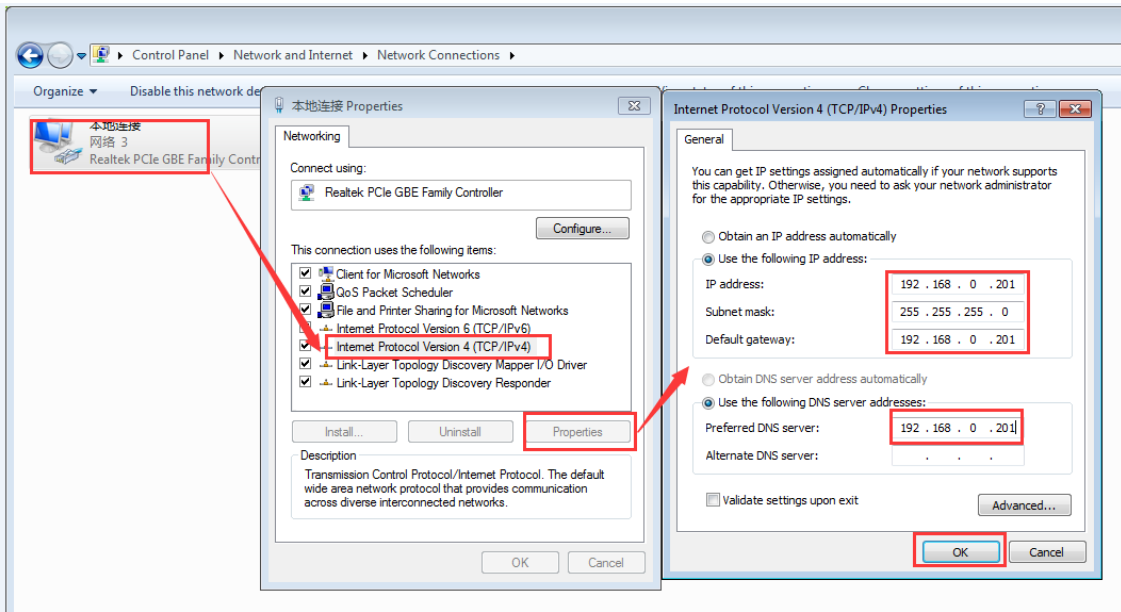 Control Panel ▸ Network and Internet ▸ Network Connections ▸
Organize ▾ Disable this network de
本地连接
网络 3
Realtek PCIe GBE Family Contr
本地连接 Properties
Networking
Connect using:
Realtek PCIe GBE Family Controller
Configure...
This connection uses the following items:
Client for Microsoft Networks
QoS Packet Scheduler
File and Printer Sharing for Microsoft Networks
Internet Protocol Version 6 (TCP/IPv6)
Internet Protocol Version 4 (TCP/IPv4)
Link-Layer Topology Discovery Mapper I/O Driver
Link-Layer Topology Discovery Responder
Install...
Uninstall
Properties
Description
Transmission Control Protocol/Internet Protocol. The default
wide area network protocol that provides communication
across diverse interconnected networks.
OK
Cancel
Internet Protocol Version 4 (TCP/IPv4) Properties
General
You can get IP settings assigned automatically if your network supports
this capability. Otherwise, you need to ask your network administrator
for the appropriate IP settings.
Obtain an IP address automatically
Use the following IP address:
IP address: 192 . 168 . 0 . 201
Subnet mask: 255 . 255 . 255 . 0
Default gateway: 192 . 168 . 0 . 201
Obtain DNS server address automatically
Use the following DNS server addresses:
Preferred DNS server: 192 . 168 . 0 . 201
Alternate DNS server: . . .
Validate settings upon exit
Advanced...
OK
Cancel